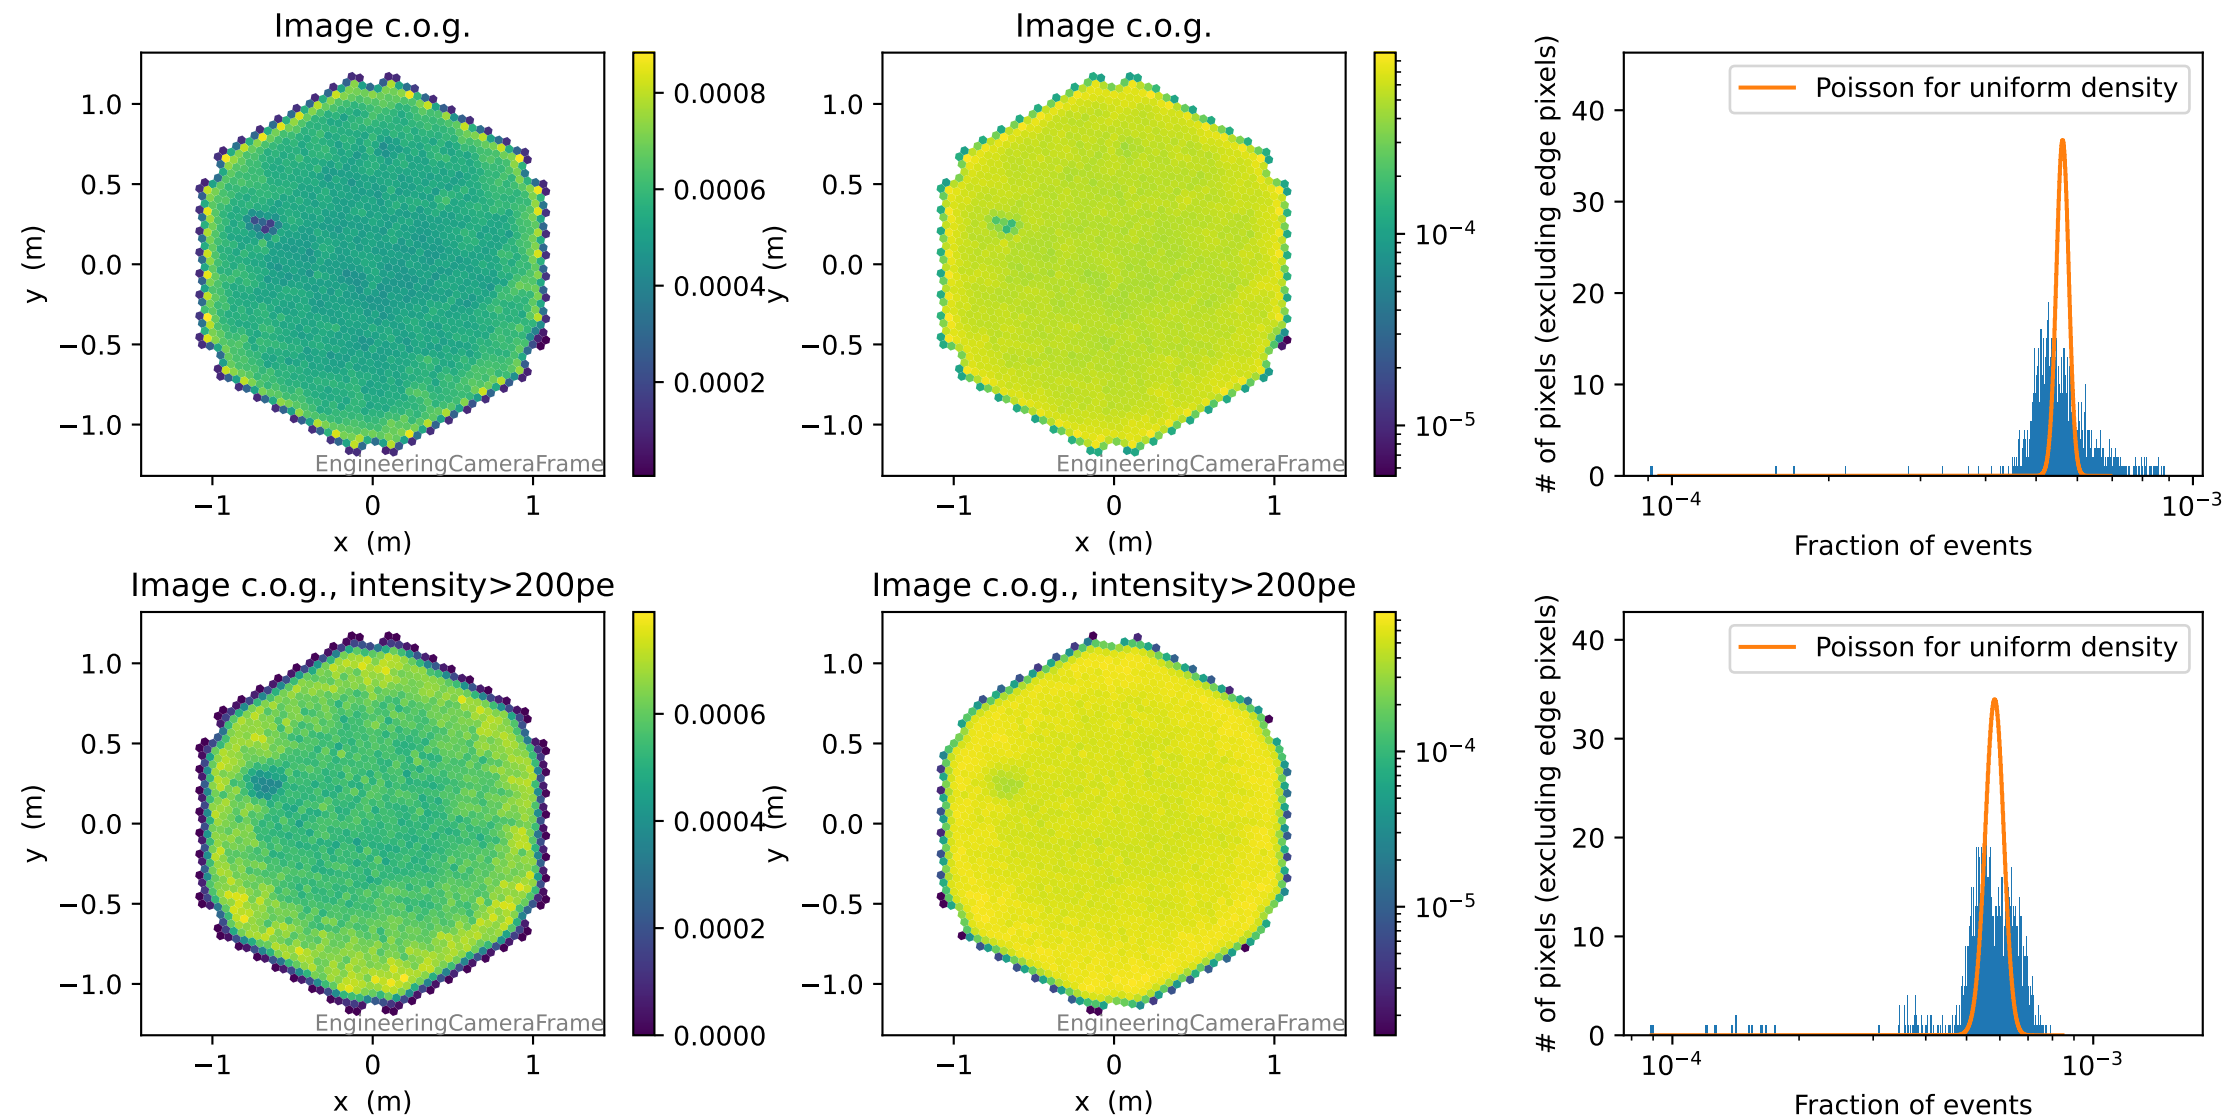 Image c.o.g.
1.0
0.5
0.0
−0.5
−1.0
y (m)
−1
0
1
x (m)
EngineeringCameraFrame
0.0008
0.0006
0.0004
0.0002
Image c.o.g.
1.0
0.5
0.0
−0.5
−1.0
y (m)
−1
0
1
x (m)
EngineeringCameraFrame
10⁻⁴
10⁻⁵
# of pixels (excluding edge pixels)
40
30
20
10
0
Poisson for uniform density
10⁻⁴
10⁻³
Fraction of events
Image c.o.g., intensity>200pe
1.0
0.5
0.0
−0.5
−1.0
y (m)
−1
0
1
x (m)
EngineeringCameraFrame
0.0006
0.0004
0.0002
0.0000
Image c.o.g., intensity>200pe
1.0
0.5
0.0
−0.5
−1.0
y (m)
−1
0
1
x (m)
EngineeringCameraFrame
10⁻⁴
10⁻⁵
# of pixels (excluding edge pixels)
40
30
20
10
0
Poisson for uniform density
10⁻⁴
10⁻³
Fraction of events